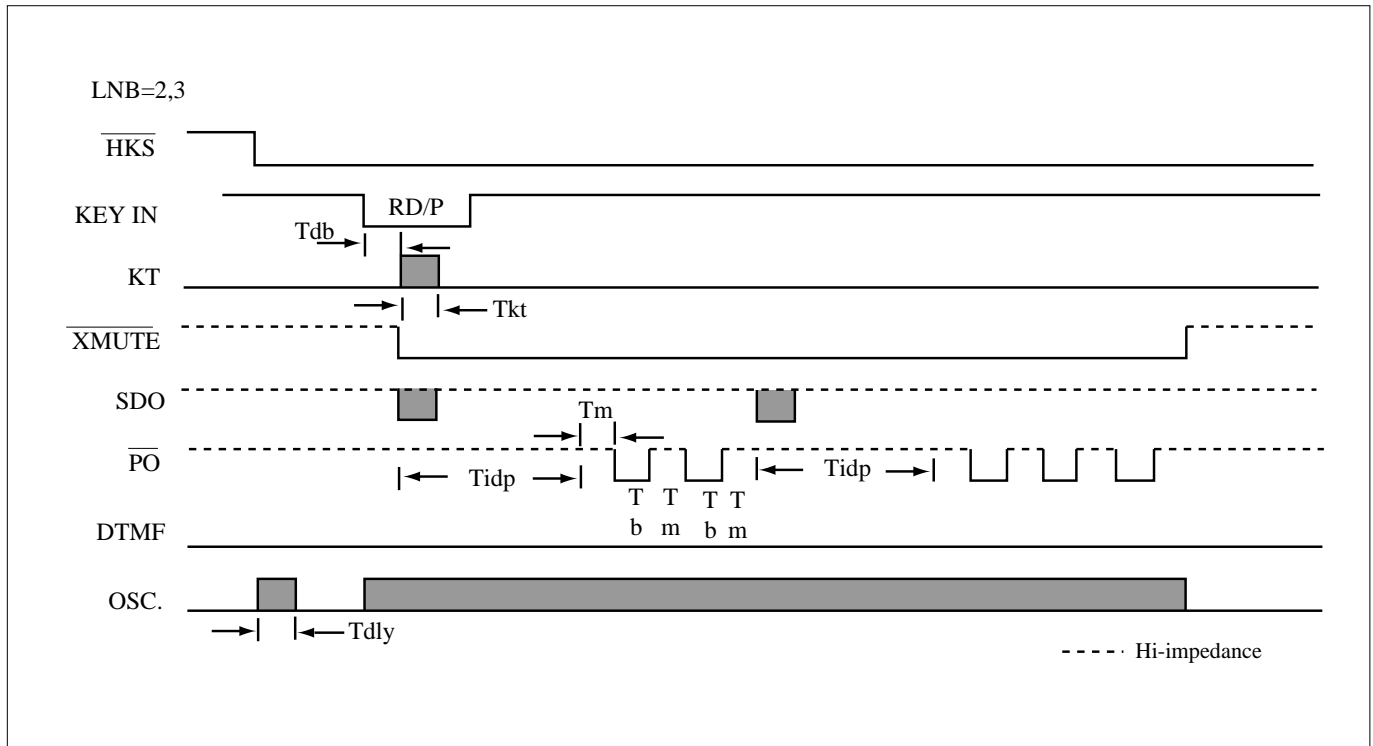 LNB=2,3
HKS
KEY IN
RD/P
Tdb
KT
Tkt
XMUTE
SDO
Tm
PO
Tidp
Tidp
T T T T
b m b m
DTMF
OSC.
Tdly
Hi-impedance